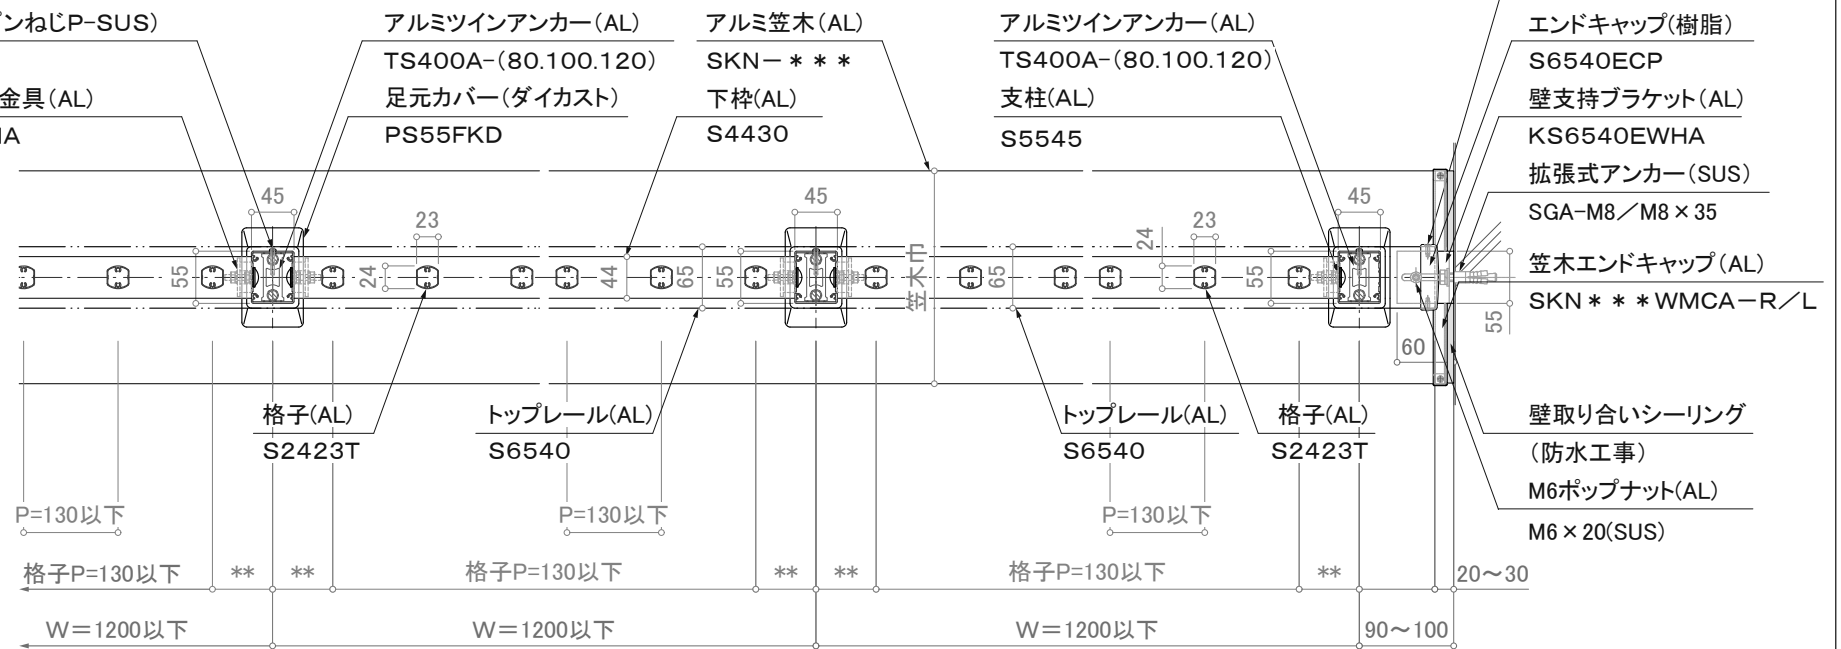 ンねじP-SUS)
金具(AL)
アルミツインアンカー(AL)
TS400A-(80.100.120)
足元カバー(ダイカスト)
PS55FKD
アルミ笠木(AL)
SKN-***
下枠(AL)
S4430
アルミツインアンカー(AL)
TS400A-(80.100.120)
支柱(AL)
S5545
エンドキャップ(樹脂)
S6540ECP
壁支持ブラケット(AL)
KS6540EWHA
拡張式アンカー(SUS)
SGA-M8/M8×35
笠木エンドキャップ(AL)
SKN***WMCA-R/L
45
23
45
23
45
55
24
44
65
55
笠木巾
65
24
55
60
55
格子(AL)
S2423T
トップレール(AL)
S6540
トップレール(AL)
S6540
格子(AL)
S2423T
壁取り合いシーリング
(防水工事)
M6ポップナット(AL)
M6×20(SUS)
P=130以下
P=130以下
P=130以下
格子P=130以下
**
**
格子P=130以下
**
**
格子P=130以下
**
20~30
W=1200以下
W=1200以下
W=1200以下
90~100